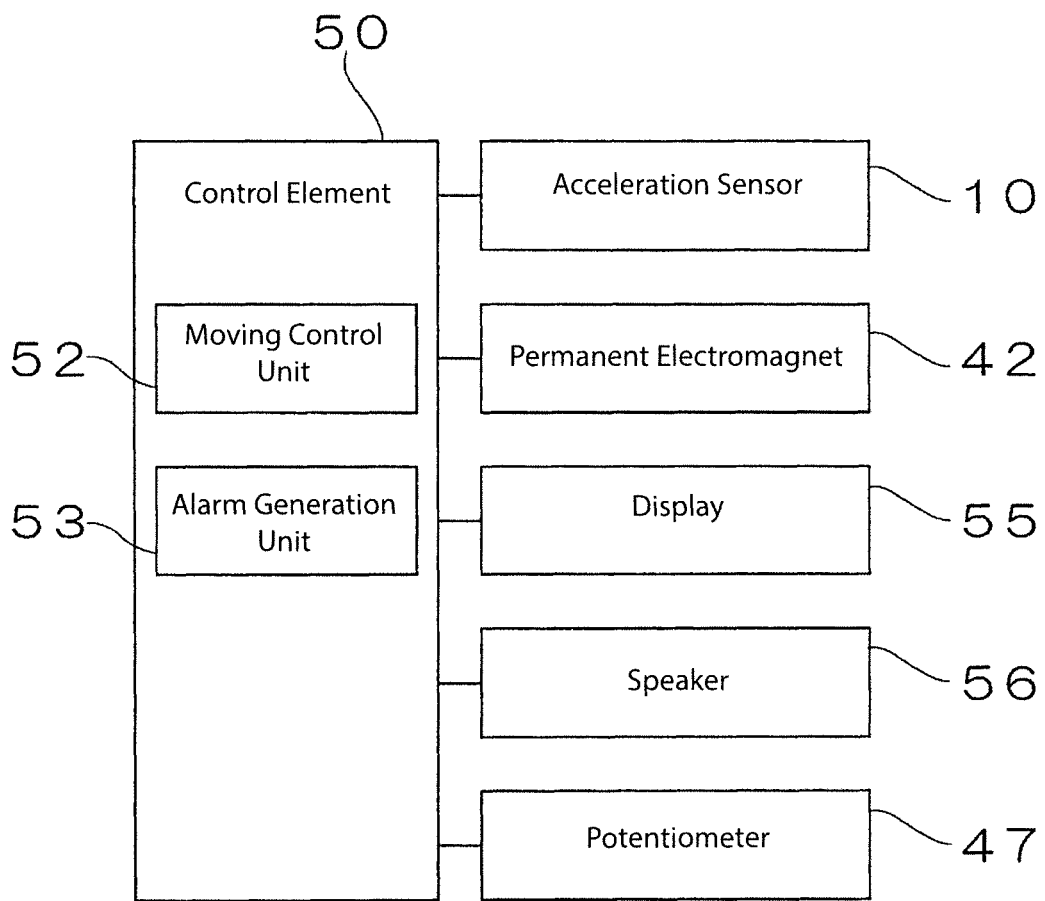 50
Control Element
Acceleration Sensor
10
Moving Control
Unit
52
Permanent Electromagnet
42
Alarm Generation
Unit
53
Display
55
Speaker
56
Potentiometer
47